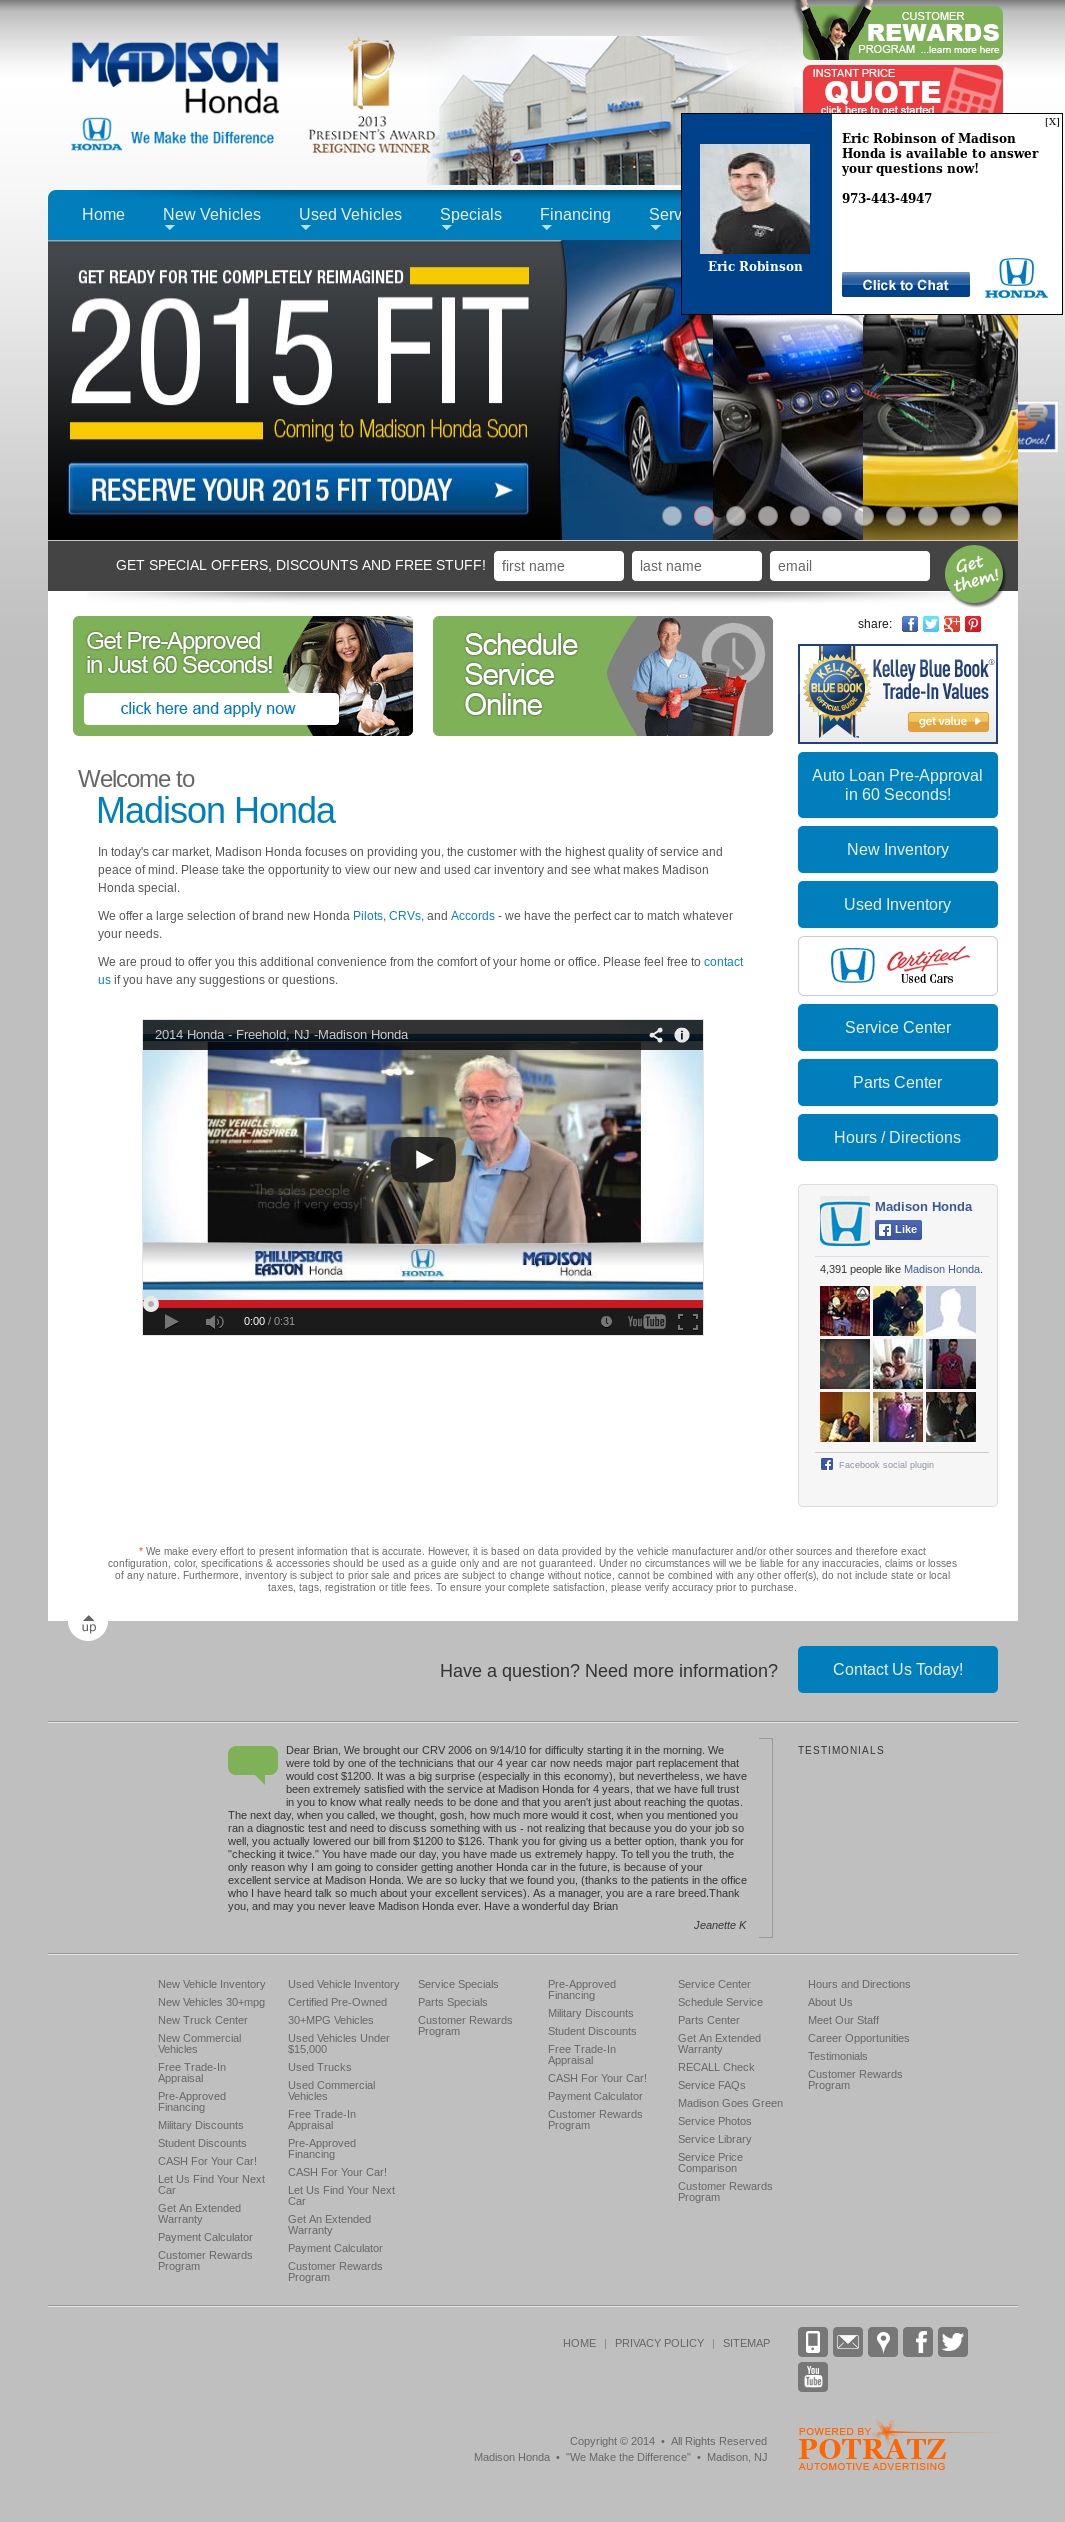 CUSTOMER
REWARDS
PROGRAM ...learn more here
INSTANT PRICE
QUOTE
click here to get started
MADISON
Honda
HONDA We Make the Difference
2013
PRESIDENT'S AWARD
REIGNING WINNER
Madison
[X]
Eric Robinson of Madison
Honda is available to answer
your questions now!
973-443-4947
Eric Robinson
Click to Chat
HONDA
Home
New Vehicles
Used Vehicles
Specials
Financing
Serv
GET READY FOR THE COMPLETELY REIMAGINED
2015 FIT
Coming to Madison Honda Soon
RESERVE YOUR 2015 FIT TODAY
At Once!
GET SPECIAL OFFERS, DISCOUNTS AND FREE STUFF!
first name
last name
email
Get
them!
share:
Get Pre-Approved
in Just 60 Seconds!
click here and apply now
Schedule
Service
Online
KELLEY
BLUE BOOK
OFFICIAL GUIDE
Kelley Blue Book®
Trade-In Values
get value
Auto Loan Pre-Approval
in 60 Seconds!
New Inventory
Used Inventory
Certified
Used Cars
Service Center
Parts Center
Hours / Directions
Welcome to
Madison Honda
In today's car market, Madison Honda focuses on providing you, the customer with the highest quality of service and
peace of mind. Please take the opportunity to view our new and used car inventory and see what makes Madison
Honda special.
We offer a large selection of brand new Honda Pilots, CRVs, and Accords - we have the perfect car to match whatever
your needs.
We are proud to offer you this additional convenience from the comfort of your home or office. Please feel free to contact
us if you have any suggestions or questions.
2014 Honda - Freehold, NJ -Madison Honda
THIS VEHICLE IS
INDYCAR-INSPIRED.
"The sales people
made it very easy!"
PHILLIPSBURG
EASTON Honda
HONDA
MADISON
Honda
0:00 / 0:31
YouTube
Madison Honda
Like
4,391 people like Madison Honda.
Facebook social plugin
* We make every effort to present information that is accurate. However, it is based on data provided by the vehicle manufacturer and/or other sources and therefore exact
configuration, color, specifications & accessories should be used as a guide only and are not guaranteed. Under no circumstances will we be liable for any inaccuracies, claims or losses
of any nature. Furthermore, inventory is subject to prior sale and prices are subject to change without notice, cannot be combined with any other offer(s), do not include state or local
taxes, tags, registration or title fees. To ensure your complete satisfaction, please verify accuracy prior to purchase.
up
Have a question? Need more information?
Contact Us Today!
TESTIMONIALS
Dear Brian, We brought our CRV 2006 on 9/14/10 for difficulty starting it in the morning. We
were told by one of the technicians that our 4 year car now needs major part replacement that
would cost $1200. It was a big surprise (especially in this economy), but nevertheless, we have
been extremely satisfied with the service at Madison Honda for 4 years, that we have full trust
in you to know what really needs to be done and that you aren't just about reaching the quotas.
The next day, when you called, we thought, gosh, how much more would it cost, when you mentioned you
ran a diagnostic test and need to discuss something with us - not realizing that because you do your job so
well, you actually lowered our bill from $1200 to $126. Thank you for giving us a better option, thank you for
"checking it twice." You have made our day, you have made us extremely happy. To tell you the truth, the
only reason why I am going to consider getting another Honda car in the future, is because of your
excellent service at Madison Honda. We are so lucky that we found you, (thanks to the patients in the office
who I have heard talk so much about your excellent services). As a manager, you are a rare breed.Thank
you, and may you never leave Madison Honda ever. Have a wonderful day Brian
Jeanette K
New Vehicle Inventory
New Vehicles 30+mpg
New Truck Center
New Commercial
Vehicles
Free Trade-In
Appraisal
Pre-Approved
Financing
Military Discounts
Student Discounts
CASH For Your Car!
Let Us Find Your Next
Car
Get An Extended
Warranty
Payment Calculator
Customer Rewards
Program
Used Vehicle Inventory
Certified Pre-Owned
30+MPG Vehicles
Used Vehicles Under
$15,000
Used Trucks
Used Commercial
Vehicles
Free Trade-In
Appraisal
Pre-Approved
Financing
CASH For Your Car!
Let Us Find Your Next
Car
Get An Extended
Warranty
Payment Calculator
Customer Rewards
Program
Service Specials
Parts Specials
Customer Rewards
Program
Pre-Approved
Financing
Military Discounts
Student Discounts
Free Trade-In
Appraisal
CASH For Your Car!
Payment Calculator
Customer Rewards
Program
Service Center
Schedule Service
Parts Center
Get An Extended
Warranty
RECALL Check
Service FAQs
Madison Goes Green
Service Photos
Service Library
Service Price
Comparison
Customer Rewards
Program
Hours and Directions
About Us
Meet Our Staff
Career Opportunities
Testimonials
Customer Rewards
Program
HOME | PRIVACY POLICY | SITEMAP
You
Tube
Copyright © 2014 • All Rights Reserved
Madison Honda • "We Make the Difference" • Madison, NJ
POWERED BY
POTRATZ
AUTOMOTIVE ADVERTISING